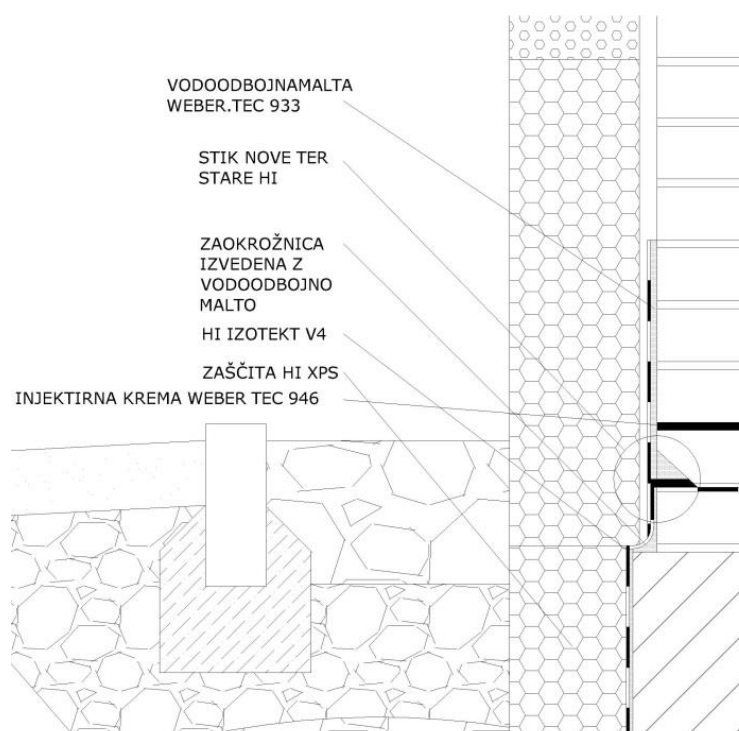 VODOODBOJNAMALTA
WEBER.TEC 933
STIK NOVE TER
STARE HI
ZAOKROŽNICA
IZVEDENA Z
VODOODBOJNO
MALTO
HI IZOTEKT V4
ZAŠČITA HI XPS
INJEKTIRNA KREMA WEBER TEC 946